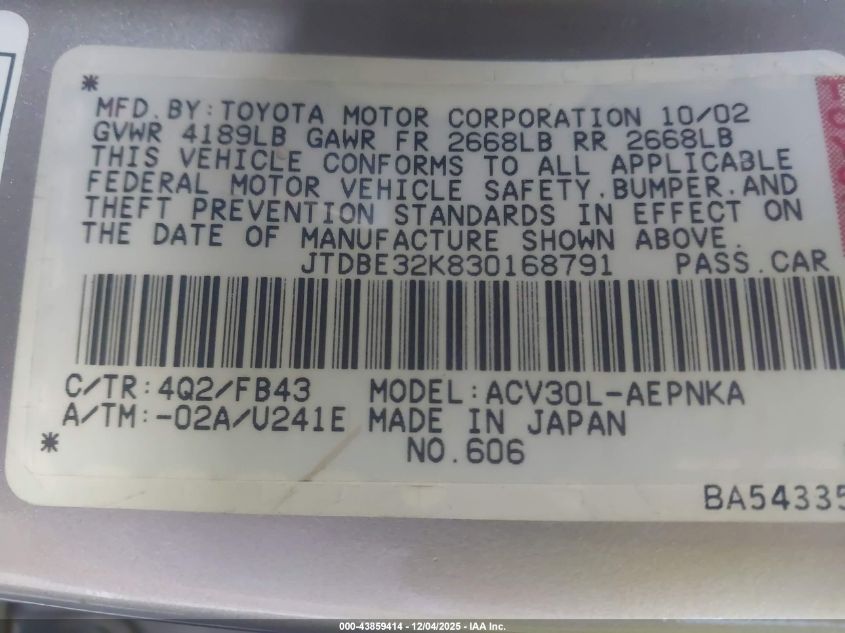 *
MFD.BY:TOYOTA MOTOR CORPORATION 10/02
GVWR 4189LB GAWR FR 2668LB RR 2668LB
THIS VEHICLE CONFORMS TO ALL APPLICABLE
FEDERAL MOTOR VEHICLE SAFETY.BUMPER.AND
THEFT PREVENTION STANDARDS IN EFFECT ON
THE DATE OF MANUFACTURE SHOWN ABOVE.
JTDBE32K830168791 PASS.CAR
C/TR:4Q2/FB43 MODEL:ACV30L-AEPNKA
A/TM:-02A/U241E MADE IN JAPAN
* NO.606
BA54335
000-43859414 - 12/04/2025 - IAA Inc.